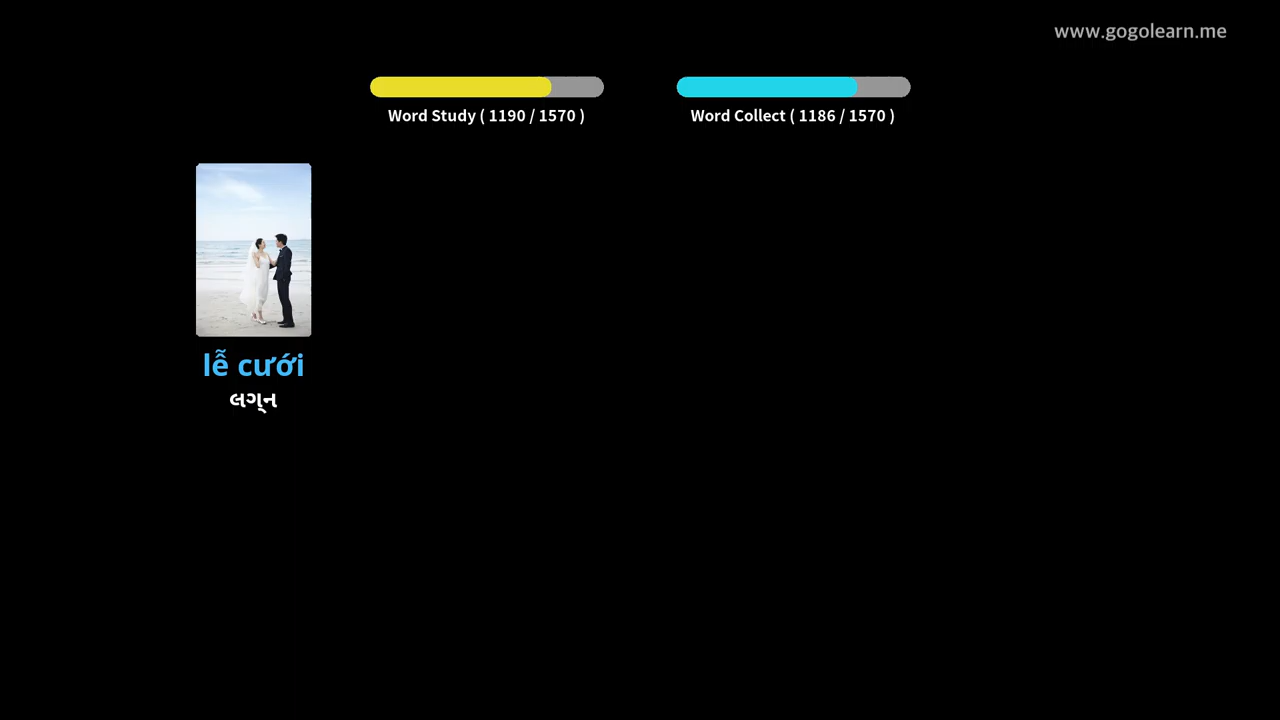 www.gogolearn.me
Word Study ( 1190 / 1570 )
Word Collect ( 1186 / 1570 )
lễ cưới
લગ્ન